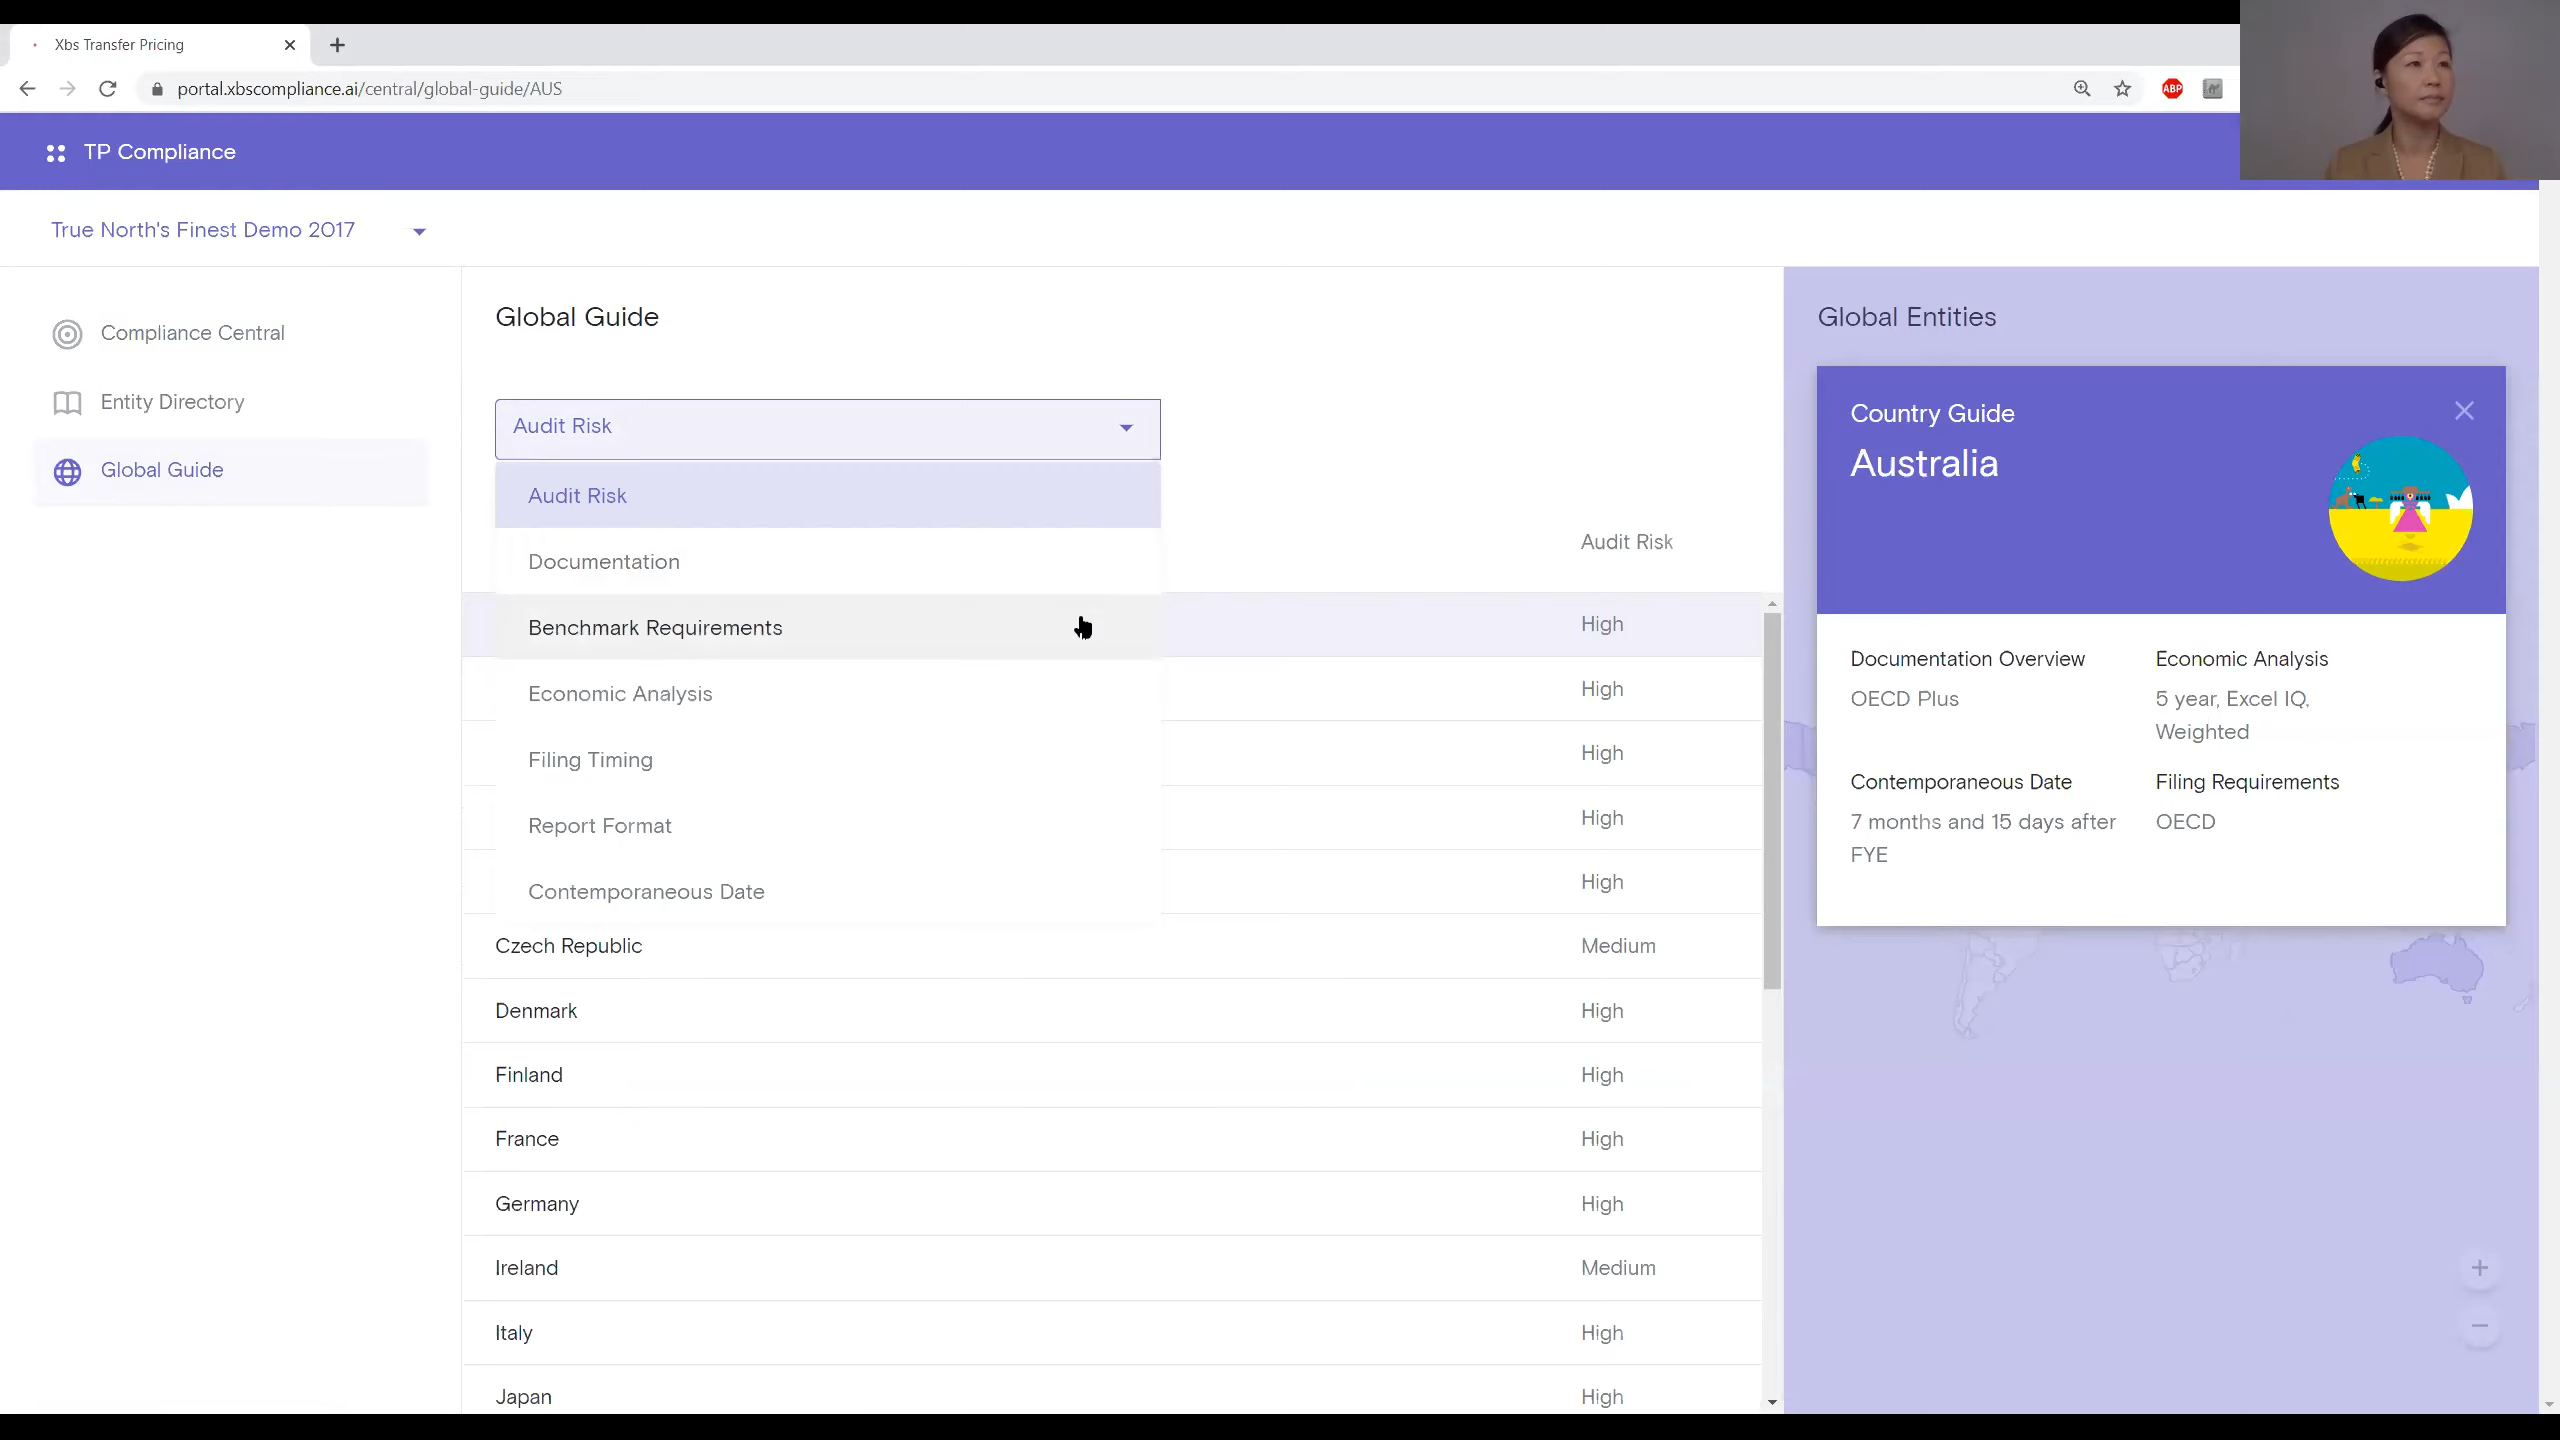 Xbs Transfer Pricing
portal.xbscompliance.ai/central/global-guide/AUS
ABP
TP Compliance
True North's Finest Demo 2017
Compliance Central
Entity Directory
Global Guide
Global Guide
Audit Risk
Audit Risk
Documentation
Benchmark Requirements
Economic Analysis
Filing Timing
Report Format
Contemporaneous Date
Audit Risk
High
High
High
High
High
Czech Republic Medium
Denmark High
Finland High
France High
Germany High
Ireland Medium
Italy High
Japan High
Global Entities
Country Guide
Australia
Documentation Overview
OECD Plus
Economic Analysis
5 year, Excel IQ,
Weighted
Contemporaneous Date
7 months and 15 days after
FYE
Filing Requirements
OECD